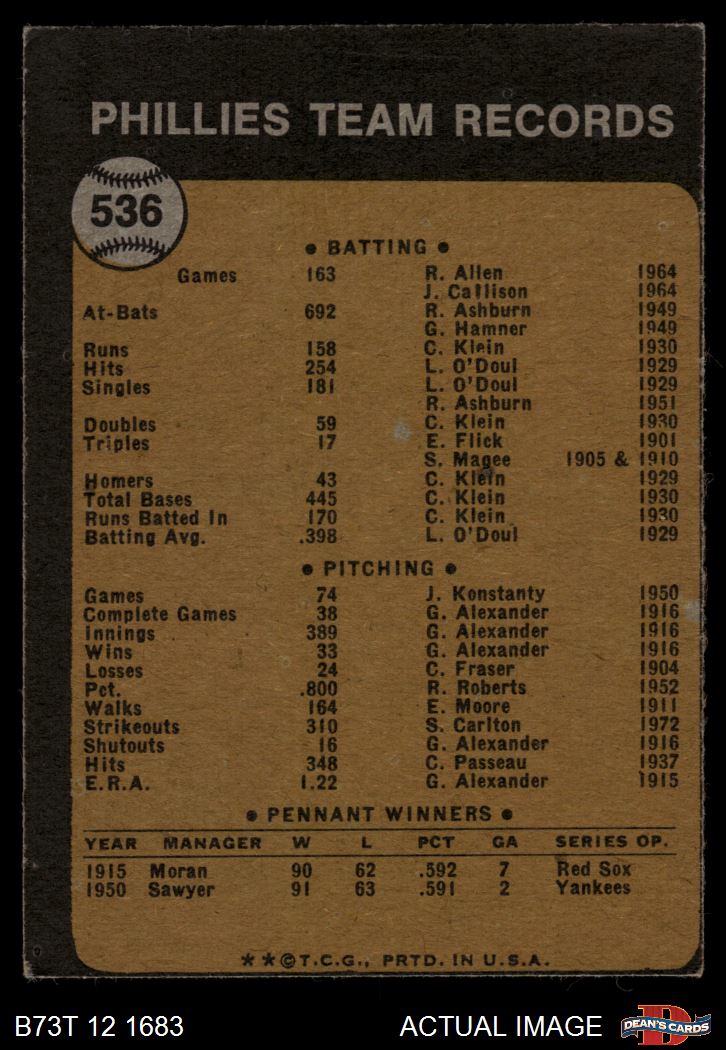 PHILLIES TEAM RECORDS
536
● BATTING ●
Games 163 R. Allen 1964
J. Callison 1964
At-Bats 692 R. Ashburn 1949
G. Hamner 1949
Runs 158 C. Klein 1930
Hits 254 L. O'Doul 1929
Singles 181 L. O'Doul 1929
R. Ashburn 1951
Doubles 59 C. Klein 1930
Triples 17 E. Flick 1901
S. Magee 1905 & 1910
Homers 43 C. Klein 1929
Total Bases 445 C. Klein 1930
Runs Batted In 170 C. Klein 1930
Batting Avg. .398 L. O'Doul 1929
● PITCHING ●
Games 74 J. Konstanty 1950
Complete Games 38 G. Alexander 1916
Innings 389 G. Alexander 1916
Wins 33 G. Alexander 1916
Losses 24 C. Fraser 1904
Pct. .800 R. Roberts 1952
Walks 164 E. Moore 1911
Strikeouts 310 S. Carlton 1972
Shutouts 16 G. Alexander 1916
Hits 348 C. Passeau 1937
E.R.A. 1.22 G. Alexander 1915
● PENNANT WINNERS ●
YEAR MANAGER W L PCT GA SERIES OP.
1915 Moran 90 62 .592 7 Red Sox
1950 Sawyer 91 63 .591 2 Yankees
**©T.C.G., PRTD. IN U.S.A.
B73T 12 1683 ACTUAL IMAGE D DEAN'S CARDS